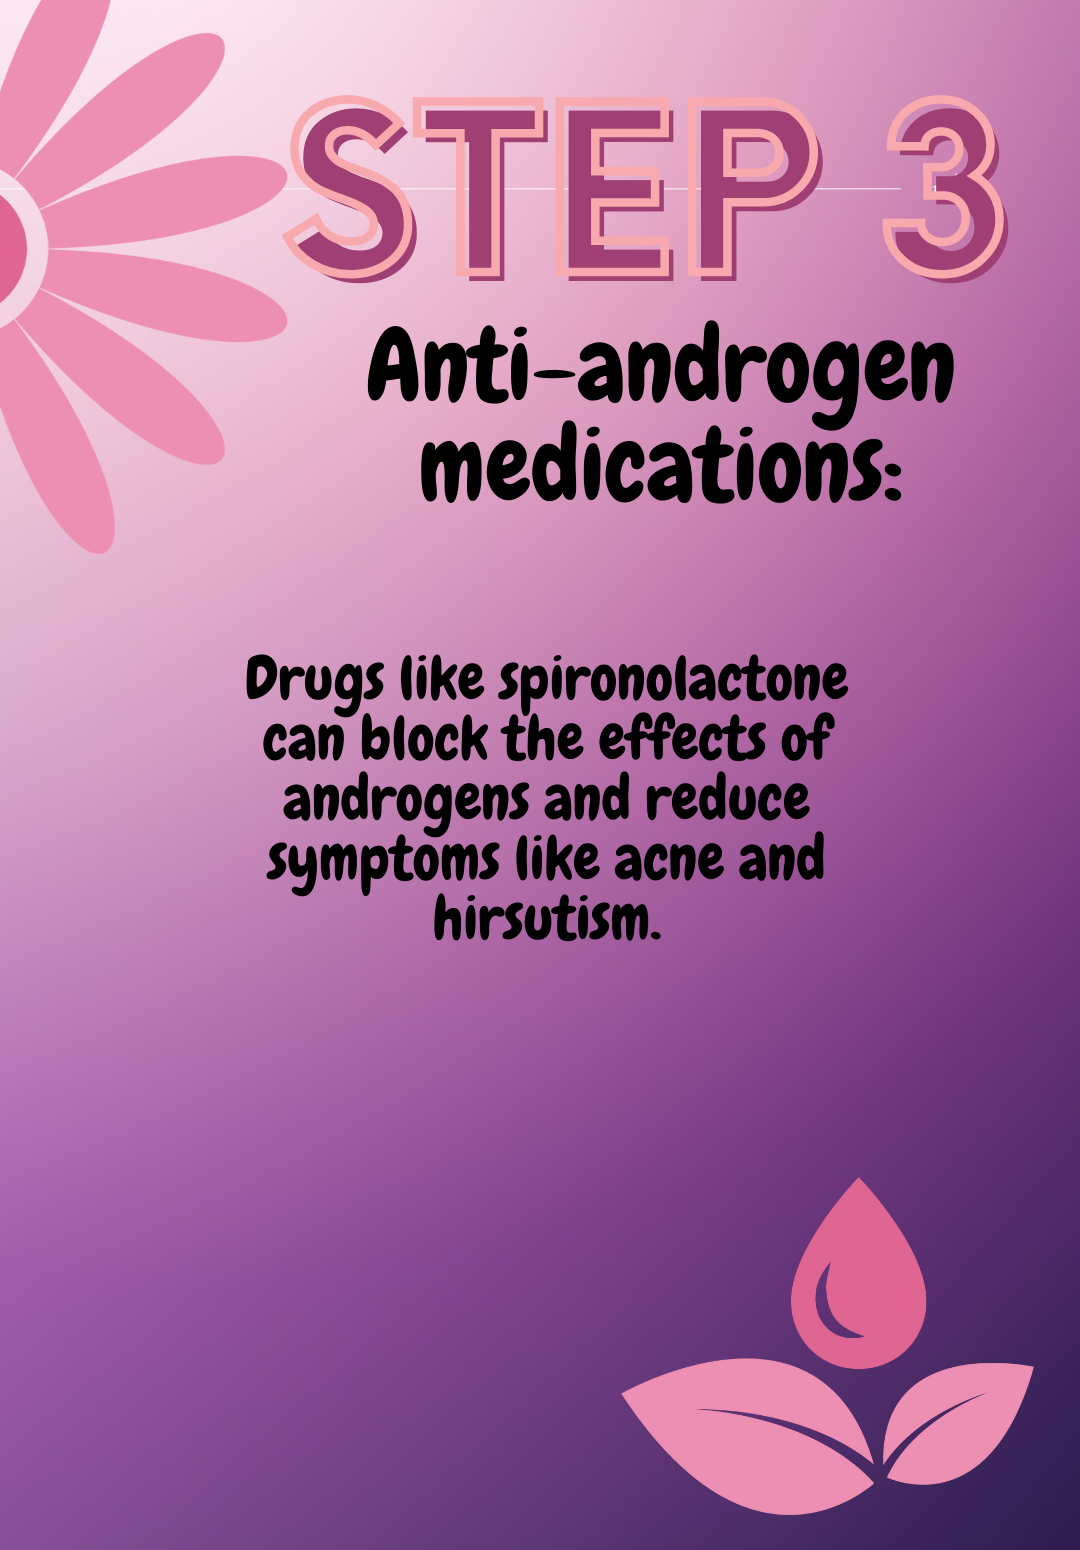 STEP 3
Anti-androgen
medications:
Drugs like spironolactone
can block the effects of
androgens and reduce
symptoms like acne and
hirsutism.